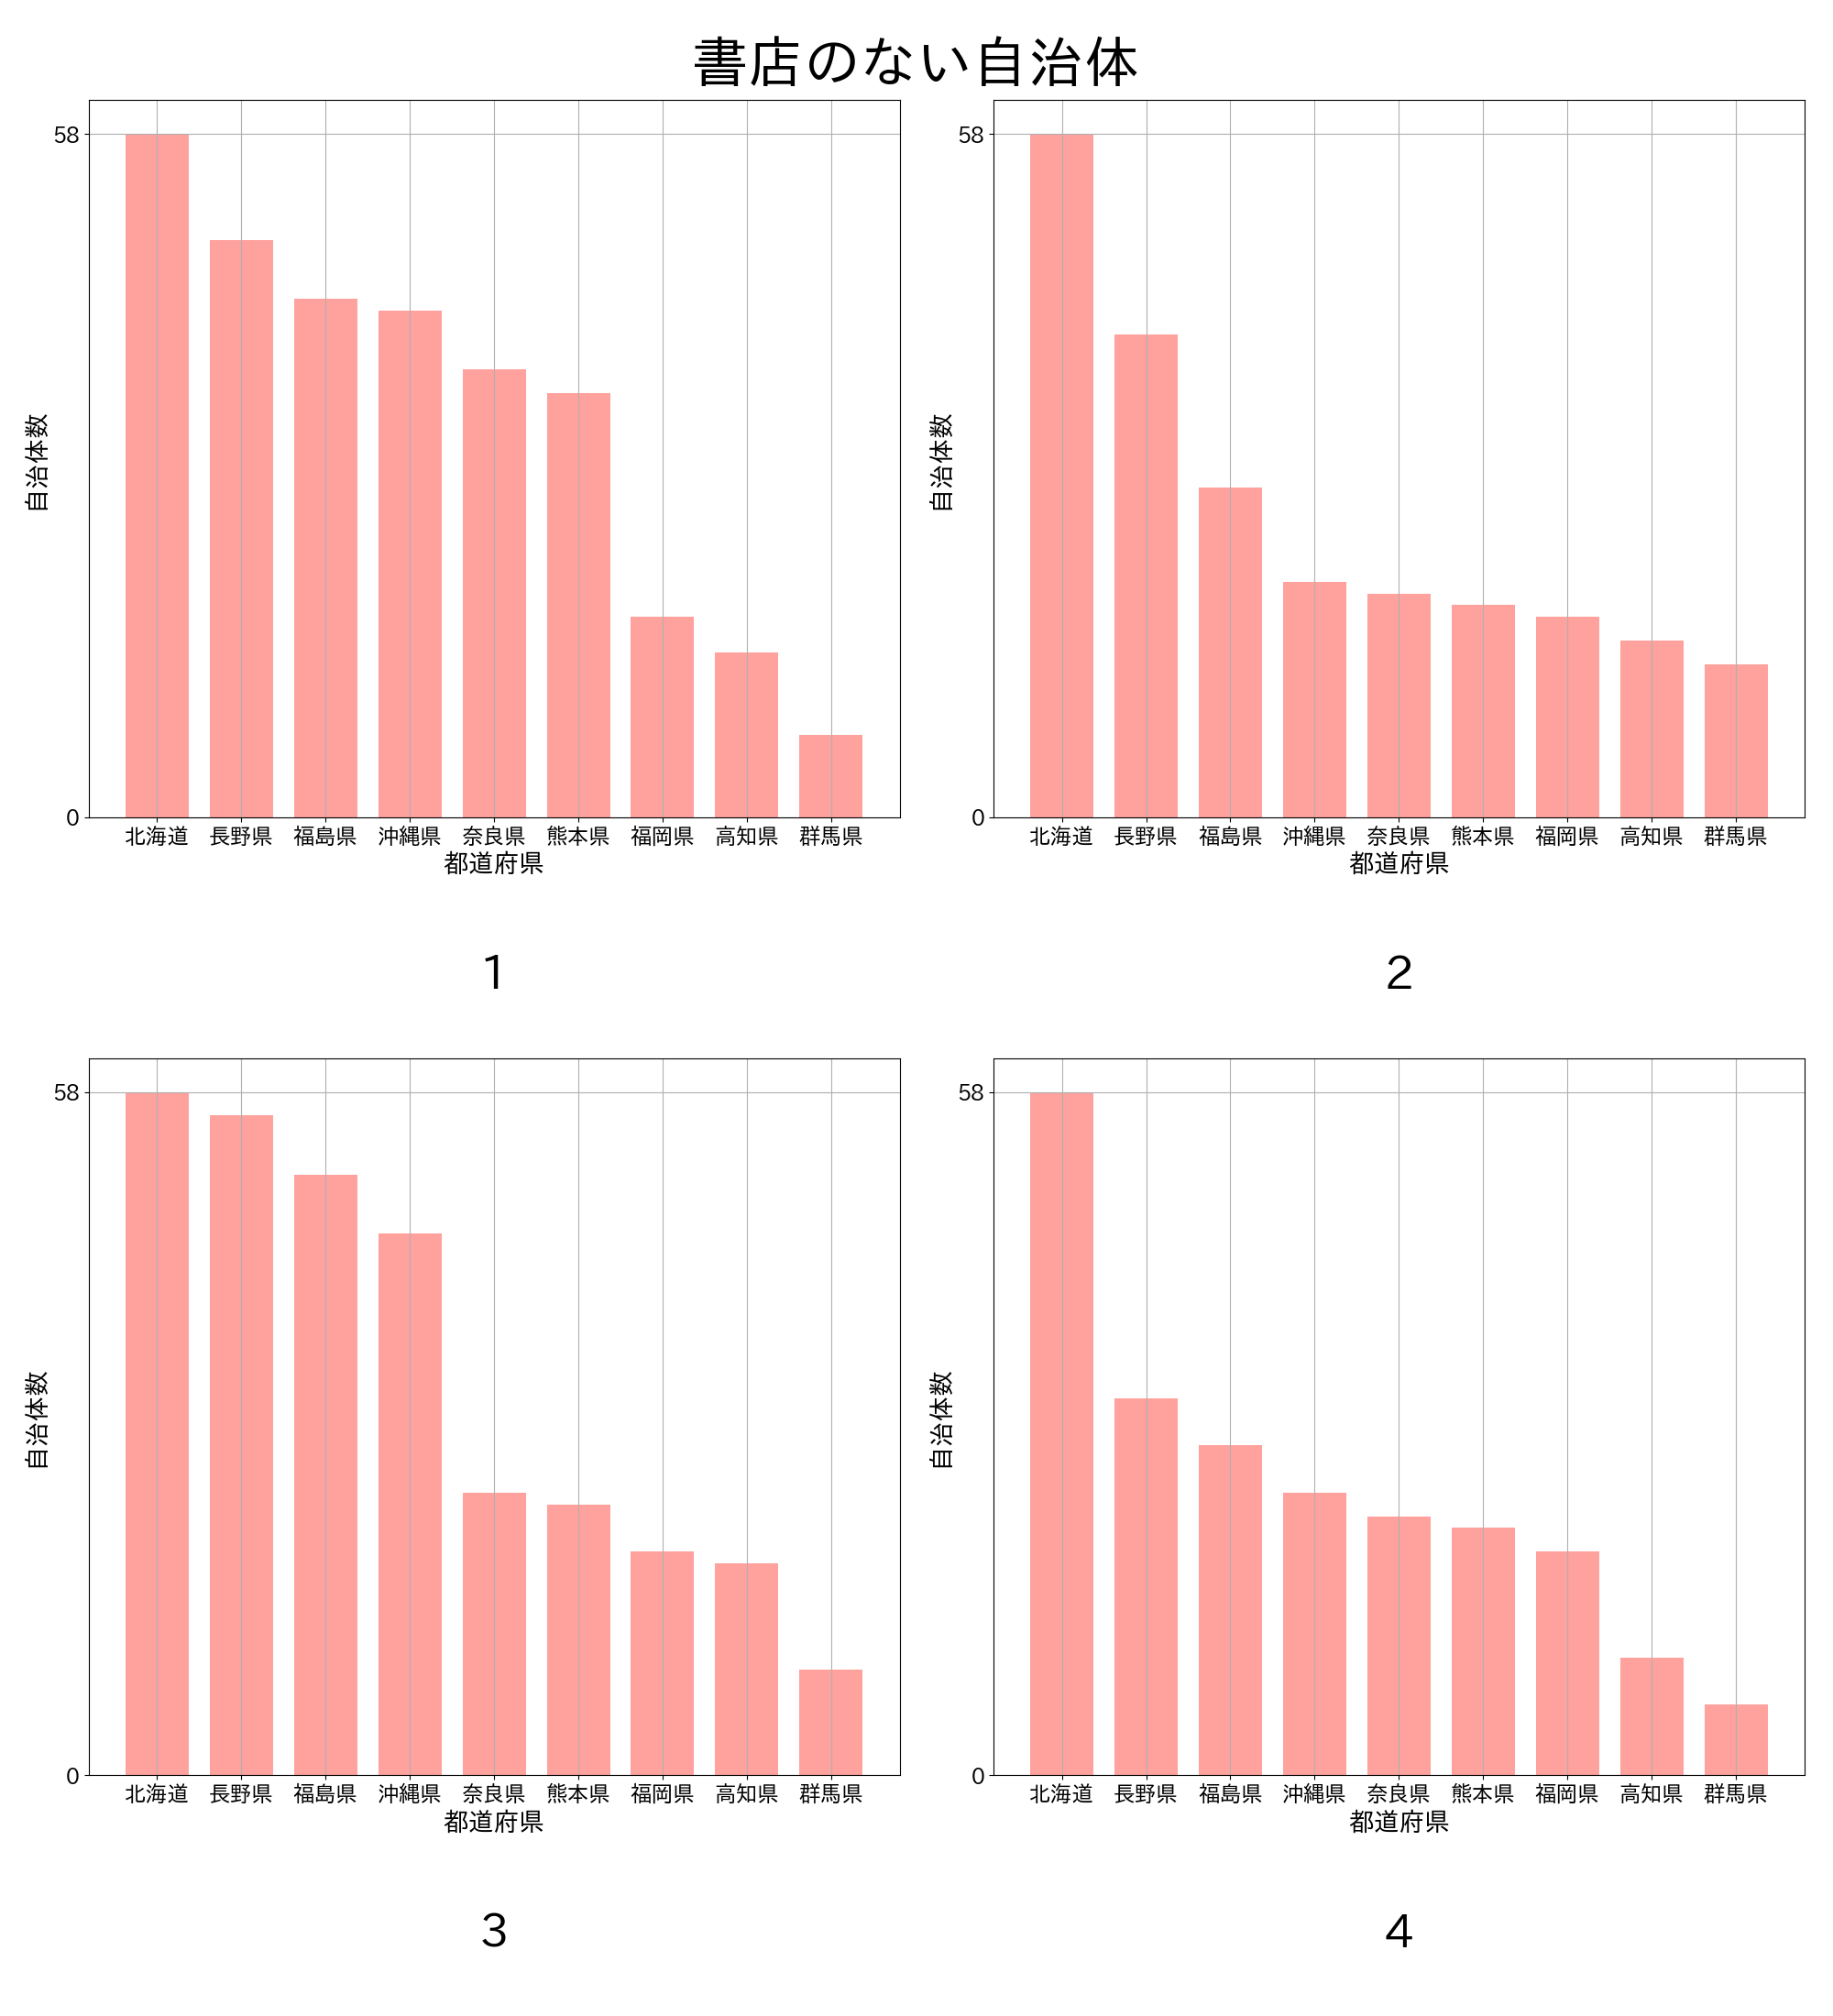 書店のない自治体
58
0
自治体数
北海道 長野県 福島県 沖縄県 奈良県 熊本県 福岡県 高知県 群馬県
都道府県
1
58
0
自治体数
北海道 長野県 福島県 沖縄県 奈良県 熊本県 福岡県 高知県 群馬県
都道府県
2
58
0
自治体数
北海道 長野県 福島県 沖縄県 奈良県 熊本県 福岡県 高知県 群馬県
都道府県
3
58
0
自治体数
北海道 長野県 福島県 沖縄県 奈良県 熊本県 福岡県 高知県 群馬県
都道府県
4